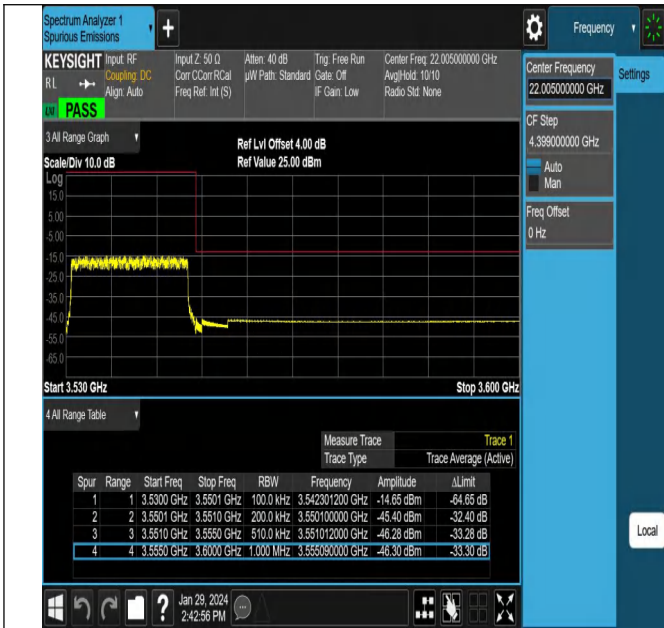 Spectrum Analyzer 1
Spurious Emissions
Frequency
KEYSIGHT
RL
PASS
Input: RF
Coupling: DC
Align: Auto
Input Z: 50 Ω
Corr CCorr RCal
Freq Ref: Int (S)
Atten: 40 dB
µW Path: Standard
Trig: Free Run
Gate: Off
IF Gain: Low
Center Freq: 22.005000000 GHz
Avg|Hold: 10/10
Radio Std: None
Center Frequency
22.005000000 GHz
Settings
CF Step
4.399000000 GHz
Auto
Man
Freq Offset
0 Hz
3 All Range Graph
Scale/Div 10.0 dB
Ref Lvl Offset 4.00 dB
Ref Value 25.00 dBm
Log
15.0
5.00
-5.00
-15.0
-25.0
-35.0
-45.0
-55.0
-65.0
Start 3.530 GHz Stop 3.600 GHz
4 All Range Table
Measure Trace Trace 1
Trace Type Trace Average (Active)
Spur Range Start Freq Stop Freq RBW Frequency Amplitude ΔLimit
1 1 3.5300 GHz 3.5501 GHz 100.0 kHz 3.542301200 GHz -14.65 dBm -64.65 dB
2 2 3.5501 GHz 3.5510 GHz 200.0 kHz 3.550100000 GHz -45.40 dBm -32.40 dB
3 3 3.5510 GHz 3.5550 GHz 510.0 kHz 3.551012000 GHz -46.28 dBm -33.28 dB
4 4 3.5550 GHz 3.6000 GHz 1.000 MHz 3.555090000 GHz -46.30 dBm -33.30 dB
Local
Jan 29, 2024
2:42:56 PM